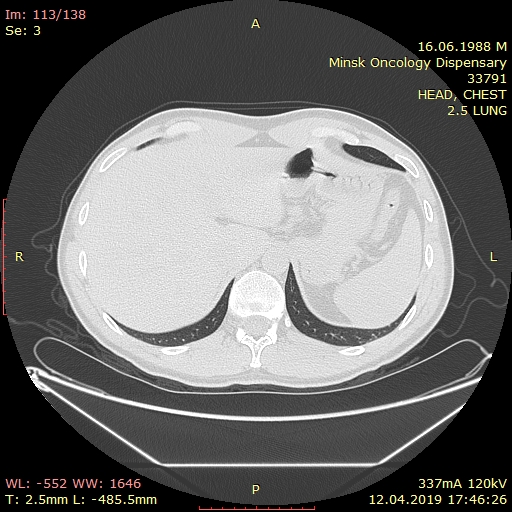 Im: 113/138
Se: 3
A
16.06.1988 M
Minsk Oncology Dispensary
33791
HEAD, CHEST
2.5 LUNG
R
L
WL: -552 WW: 1646
T: 2.5mm L: -485.5mm
P
337mA 120kV
12.04.2019 17:46:26